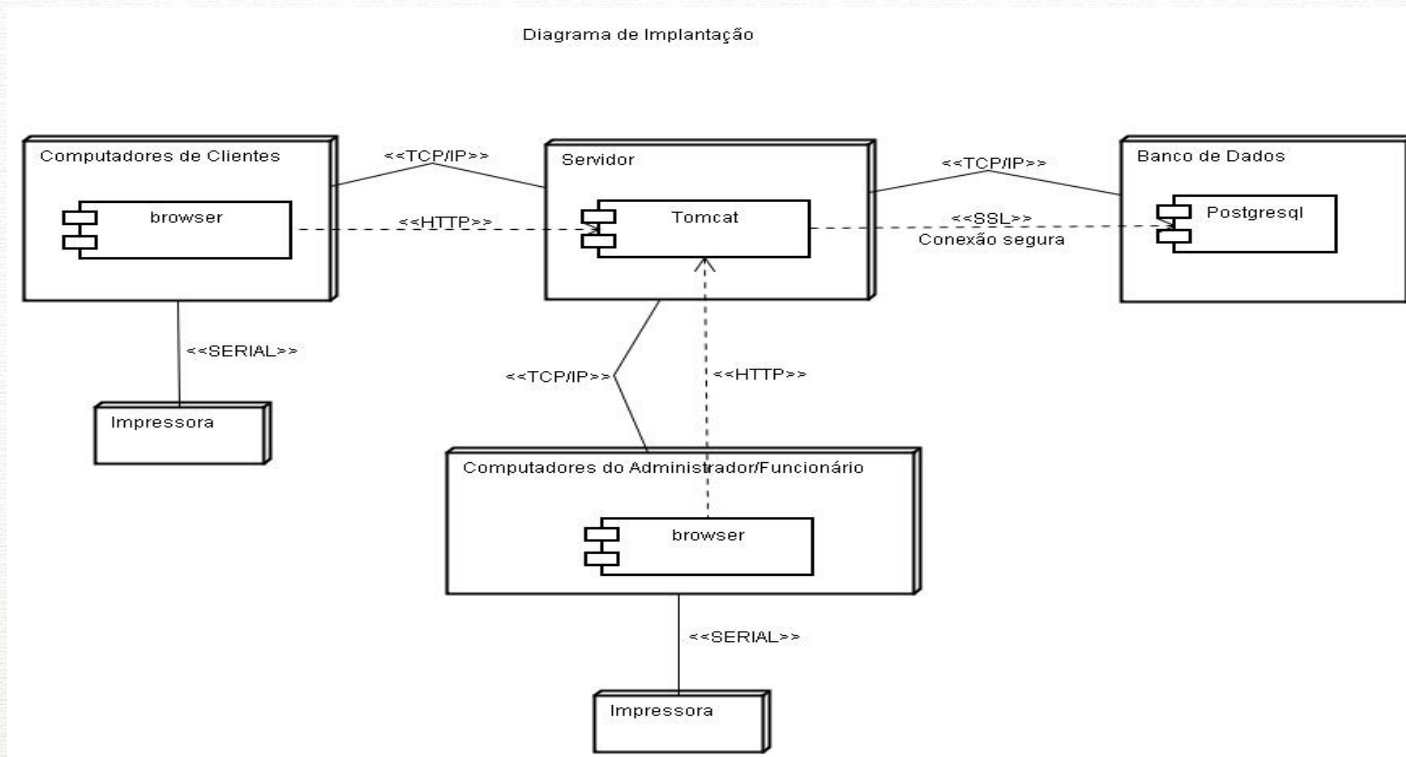 Diagrama de Implantação
Computadores de Clientes
<<TCP/IP>>
Servidor
<<TCP/IP>>
Banco de Dados
browser
<<HTTP>>
Tomcat
<<SSL>>
Conexão segura
Postgresql
<<SERIAL>>
Impressora
<<TCP/IP>>
<<HTTP>>
Computadores do Administrador/Funcionário
browser
<<SERIAL>>
Impressora